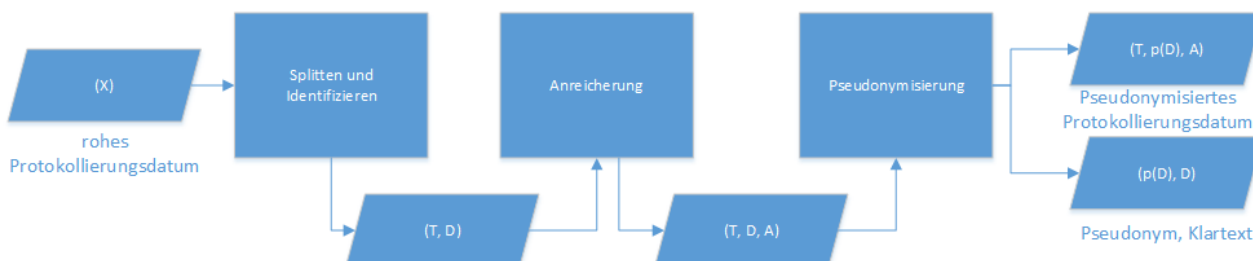 (X)
rohes
Protokollierungsdatum
Splitten und
Identifizieren
(T, D)
Anreicherung
(T, D, A)
Pseudonymisierung
(T, p(D), A)
Pseudonymisiertes
Protokollierungsdatum
(p(D), D)
Pseudonym, Klartext